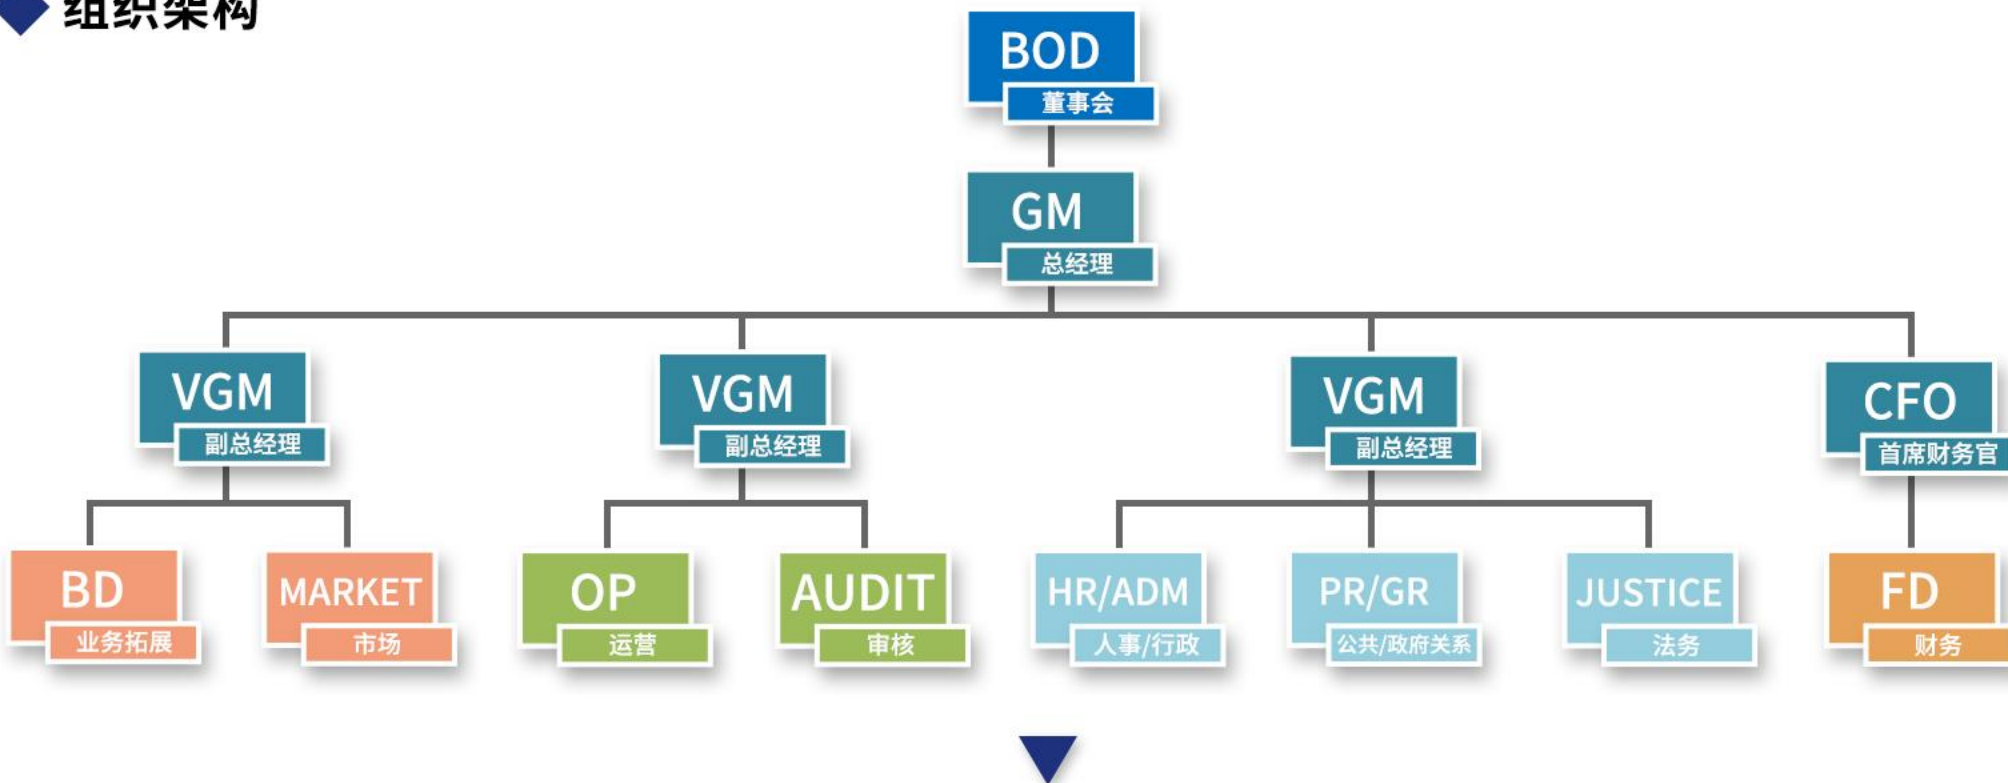 组织架构
BOD
董事会
GM
总经理
VGM
副总经理
VGM
副总经理
VGM
副总经理
CFO
首席财务官
BD
业务拓展
MARKET
市场
OP
运营
AUDIT
审核
HR/ADM
人事/行政
PR/GR
公共/政府关系
JUSTICE
法务
FD
财务